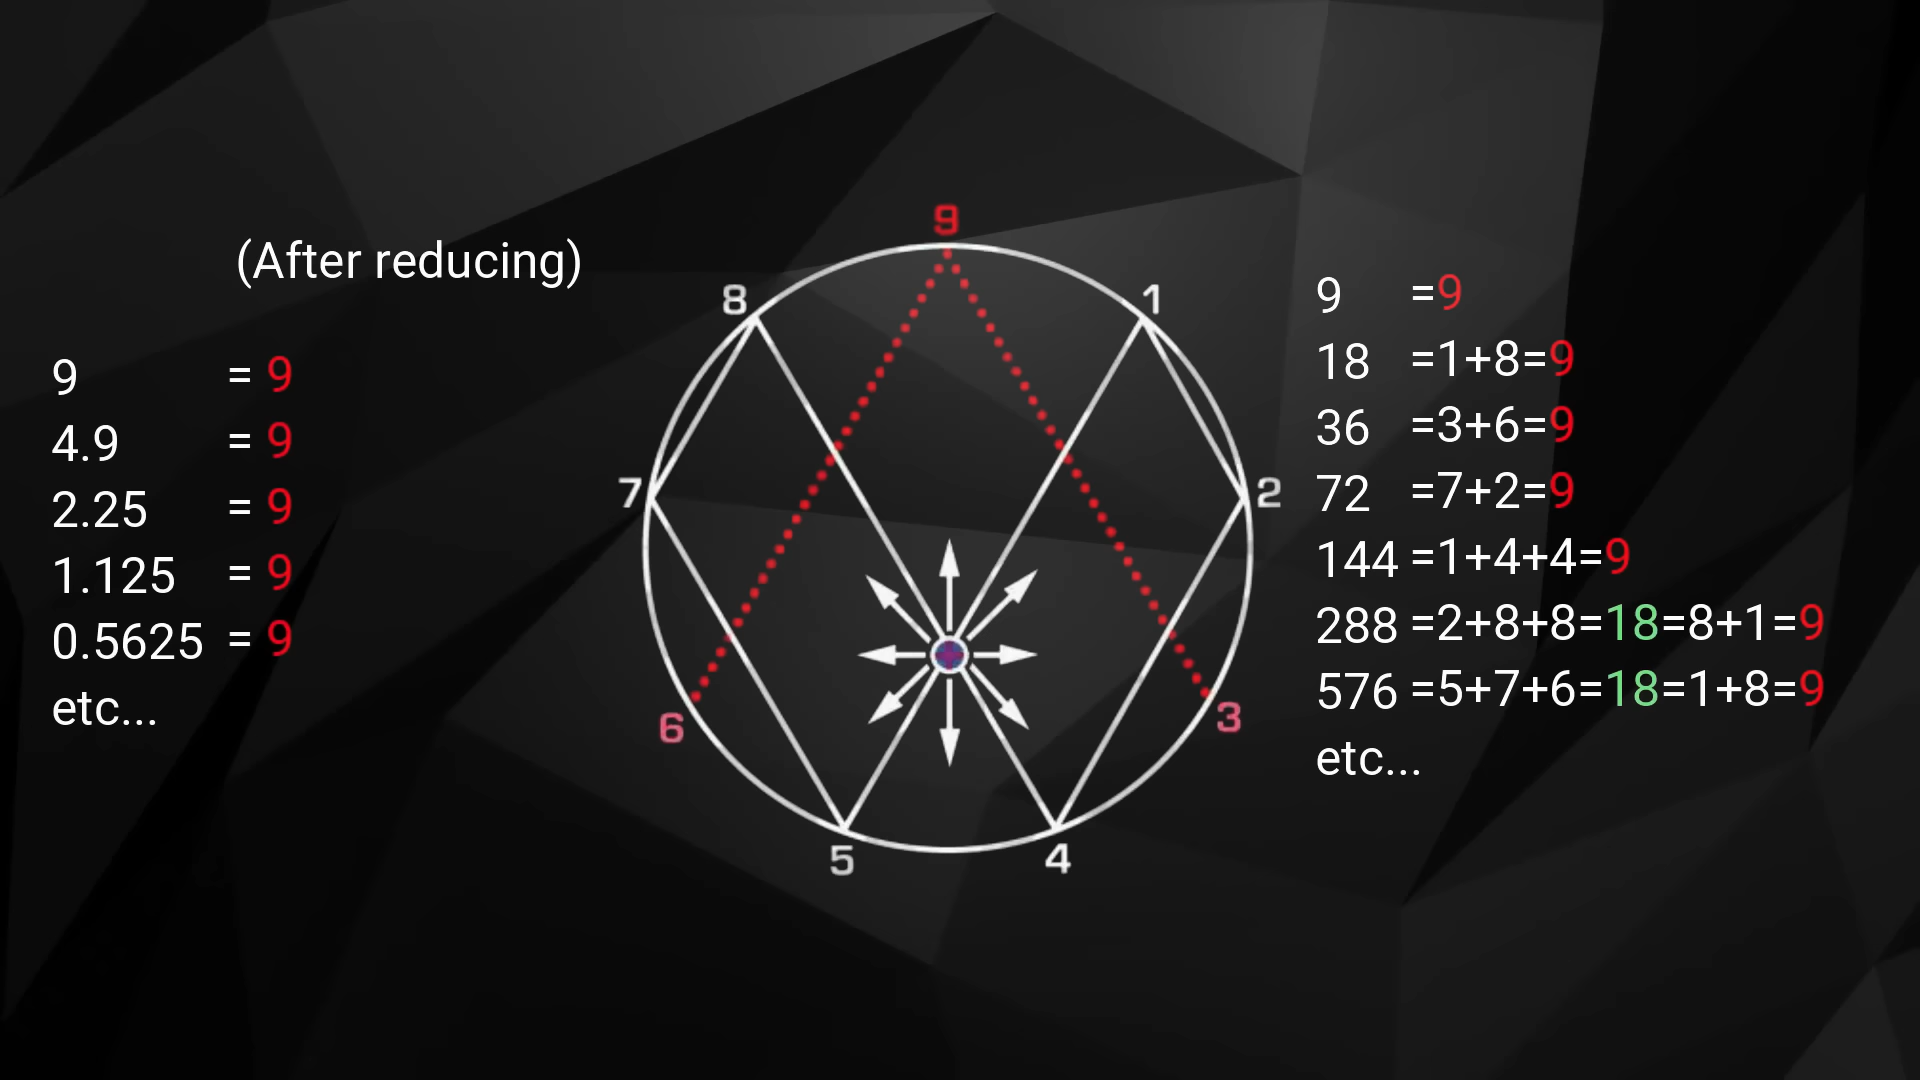 (After reducing)
9 = 9
4.9 = 9
2.25 = 9
1.125 = 9
0.5625 = 9
etc...
9
8
1
7
2
6
3
5
4
9 =9
18 =1+8=9
36 =3+6=9
72 =7+2=9
144 =1+4+4=9
288 =2+8+8=18=8+1=9
576 =5+7+6=18=1+8=9
etc...